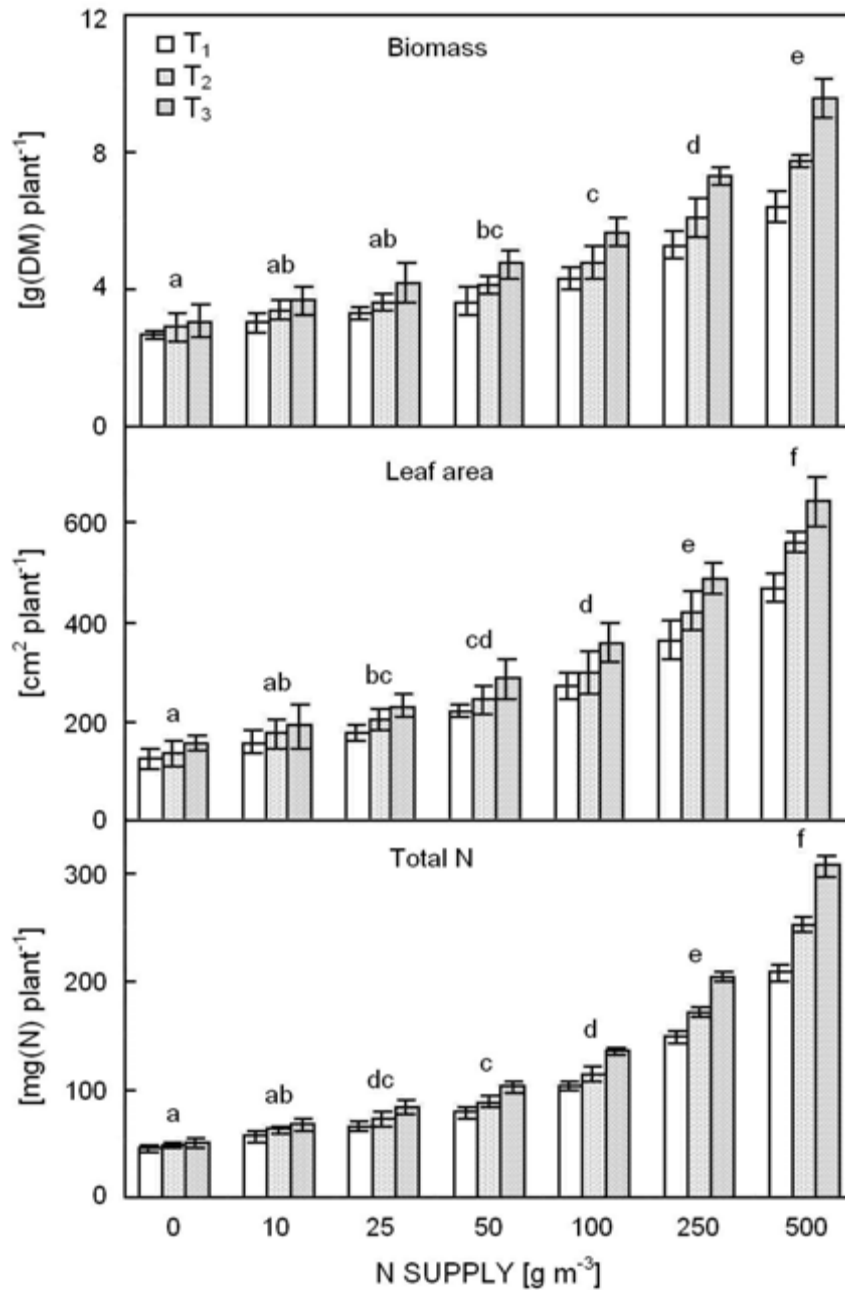 12
T₁
T₂
T₃
Biomass
e
d
8
c
bc
ab
ab
a
4
0
[g(DM) plant⁻¹]
Leaf area
f
600
e
d
400
cd
bc
ab
a
200
0
[cm² plant⁻¹]
Total N
f
300
e
200
d
c
dc
ab
a
100
0
[mg(N) plant⁻¹]
0 10 25 50 100 250 500
N SUPPLY [g m⁻³]